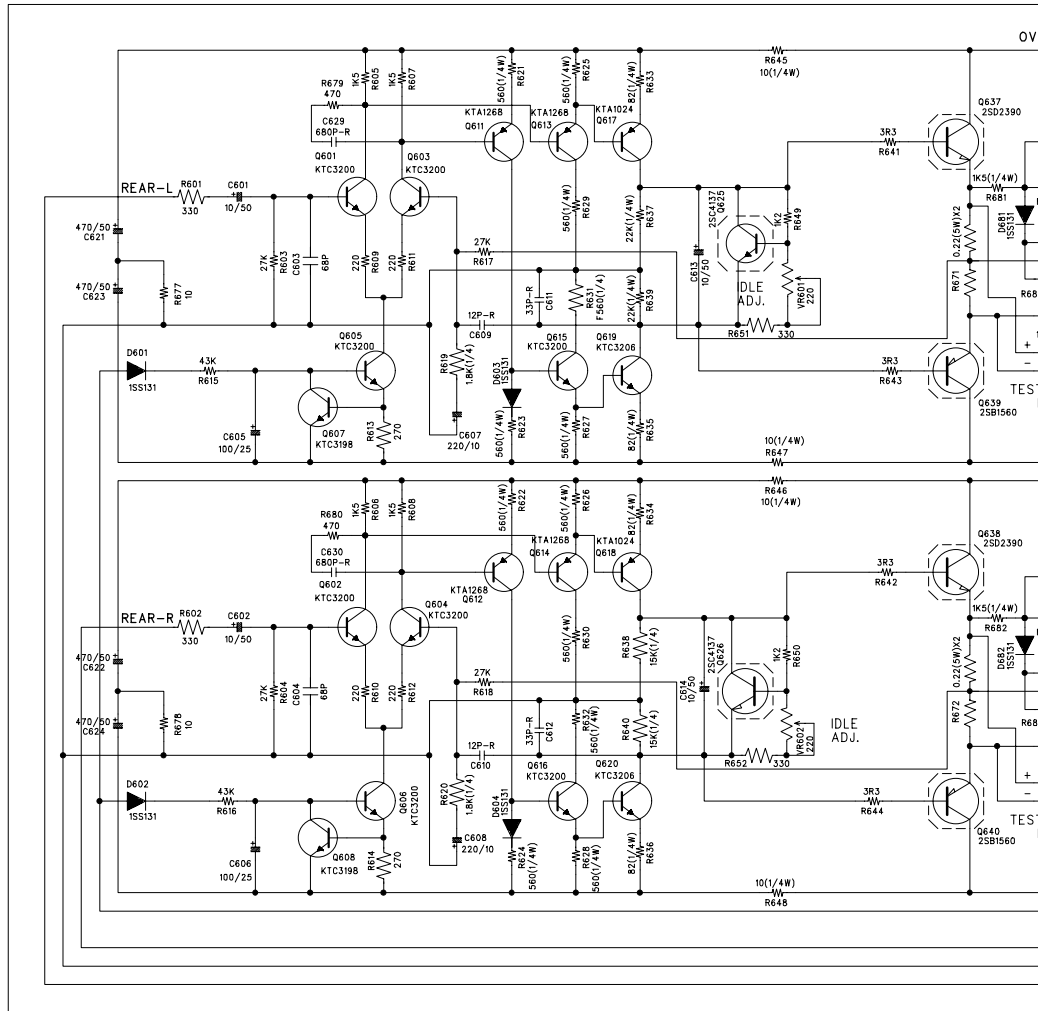 OV
R645
10(1/4W)
R679
470
1K5
R605
1K5
R607
560(1/4W)
R621
560(1/4W)
R625
82(1/4W)
R633
KTA1268
Q611
KTA1268
Q613
KTA1024
Q617
C629
680P-R
Q601
KTC3200
Q603
KTC3200
Q637
2SD2390
3R3
R641
REAR-L
R601
330
C601
10/50
470/50
C621
470/50
C623
R677
10
27K
R603
C603
68P
220
R609
220
R611
27K
R617
560(1/4W)
R629
22K(1/4W)
R637
22K(1/4W)
R639
2SC4137
Q625
1K2
R649
C613
10/50
IDLE
ADJ.
VR601
220
R651
330
1K5(1/4W)
R681
D681
1SS131
0.22(5W)X2
R671
R68
33P-R
C611
R631
F560(1/4)
12P-R
C609
Q605
KTC3200
D601
1SS131
43K
R615
R619
1.8K(1/4)
D603
1SS131
Q615
KTC3200
Q619
KTC3206
3R3
R643
+
-
TES
Q639
2SB1560
C605
100/25
Q607
KTC3198
R613
270
C607
220/10
560(1/4W)
R623
560(1/4W)
R627
82(1/4W)
R635
10(1/4W)
R647
R646
10(1/4W)
R680
470
1K5
R606
1K5
R608
560(1/4W)
R622
560(1/4W)
R626
82(1/4W)
R634
C630
680P-R
Q602
KTC3200
Q604
KTC3200
KTA1268
Q612
KTA1268
Q614
KTA1024
Q618
Q638
2SD2390
3R3
R642
REAR-R
R602
330
C602
10/50
470/50
C622
470/50
C624
R678
10
27K
R604
C604
68P
220
R610
220
R612
27K
R618
560(1/4W)
R630
R638
15K(1/4)
R640
15K(1/4)
2SC4137
Q626
1K2
R650
C614
10/50
IDLE
ADJ.
VR602
220
R652
330
1K5(1/4W)
R682
D682
1SS131
0.22(5W)X2
R672
R68
33P-R
C612
R632
560(1/4W)
12P-R
C610
D602
1SS131
43K
R616
Q606
KTC3200
R620
1.8K(1/4)
D604
1SS131
Q616
KTC3200
Q620
KTC3206
3R3
R644
+
-
TES
Q640
2SB1560
C606
100/25
Q608
KTC3198
R614
270
C608
220/10
R624
560(1/4W)
R628
560(1/4W)
82(1/4W)
R636
10(1/4W)
R648